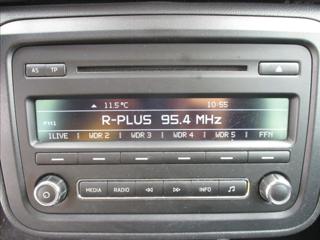 AS TP
11.5°C 10:55
R-PLUS 95.4 MHz
FM1
1LIVE WDR 2 WDR 3 WDR 4 WDR 5 FFN
MEDIA RADIO INFO